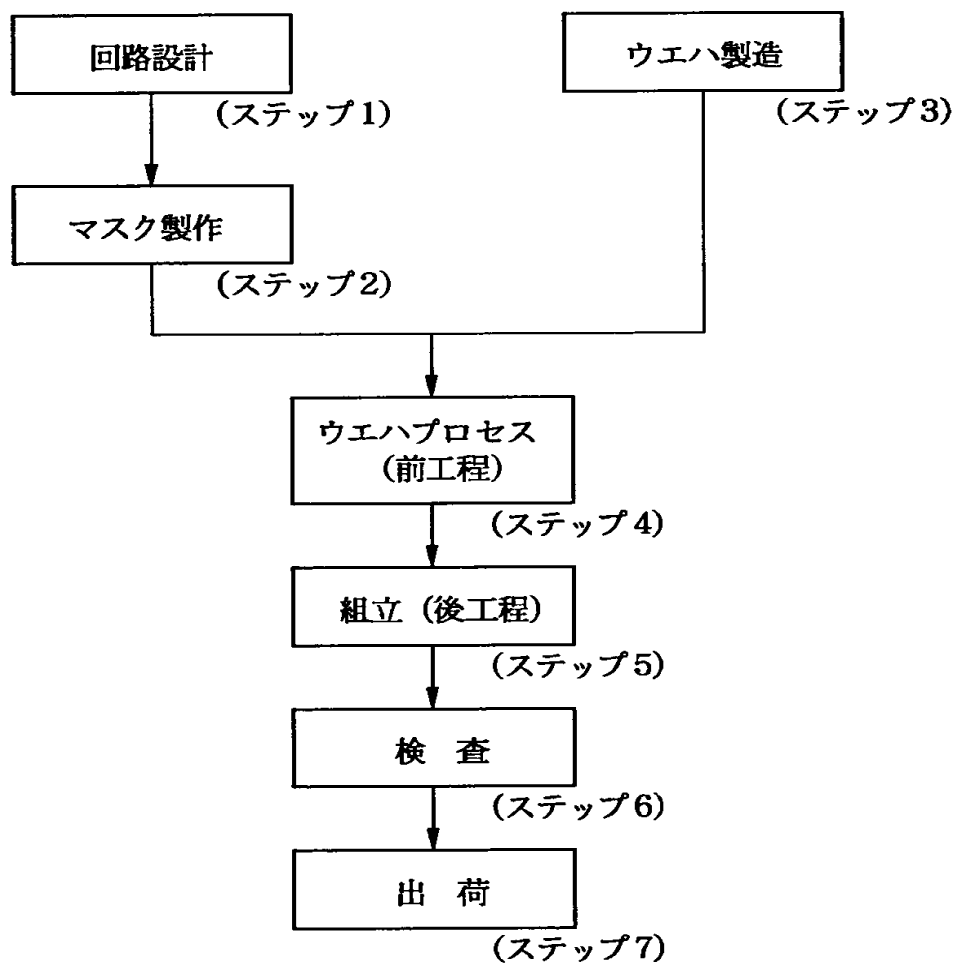 回路設計
(ステップ1)
マスク製作
(ステップ2)
ウエハ製造
(ステップ3)
ウエハプロセス
(前工程)
(ステップ4)
組立(後工程)
(ステップ5)
検 査
(ステップ6)
出 荷
(ステップ7)